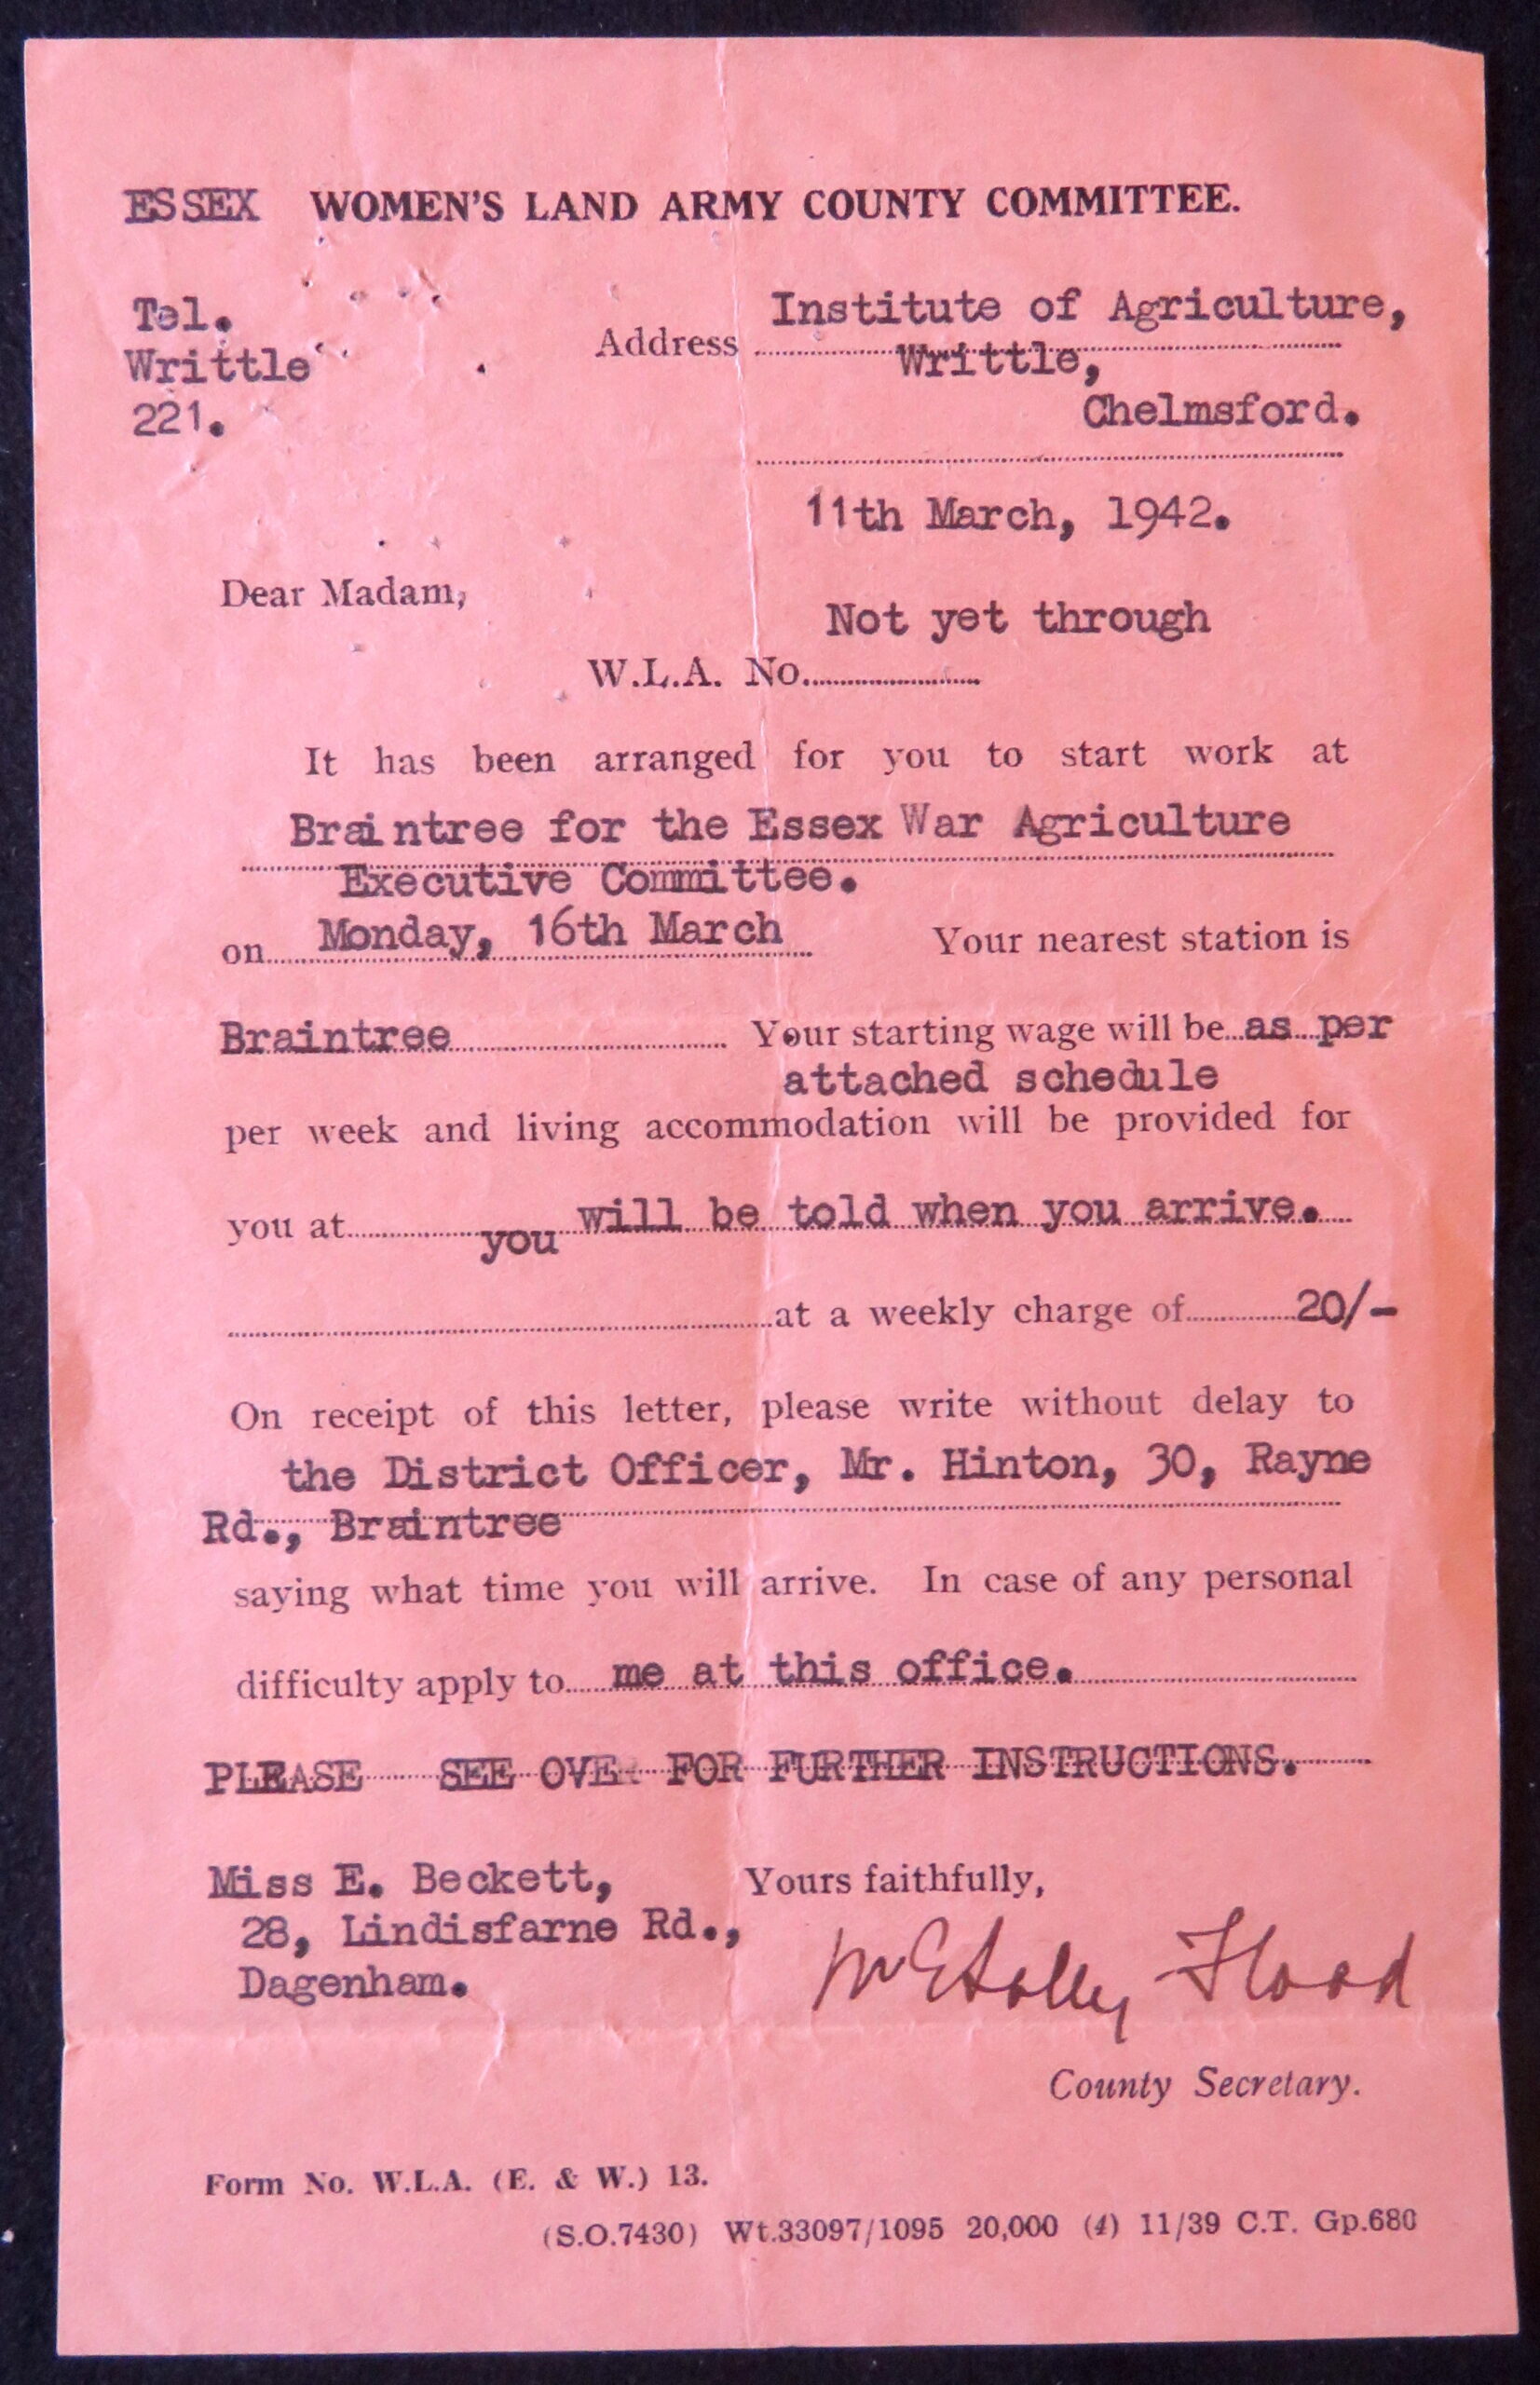 ESSEX WOMEN'S LAND ARMY COUNTY COMMITTEE.
Tel.
Writtle
221.
Address Institute of Agriculture,
Writtle,
Chelmsford.
11th March, 1942.
Dear Madam,
Not yet through
W.L.A. No.
It has been arranged for you to start work at
Braintree for the Essex War Agriculture
Executive Committee.
on Monday, 16th March Your nearest station is
Braintree Your starting wage will be as per
attached schedule
per week and living accommodation will be provided for
you at you will be told when you arrive.
at a weekly charge of 20/-
On receipt of this letter, please write without delay to
the District Officer, Mr. Hinton, 30, Rayne
Rd., Braintree
saying what time you will arrive. In case of any personal
difficulty apply to me at this office.
PLEASE SEE OVER FOR FURTHER INSTRUCTIONS.
Miss E. Beckett,
28, Lindisfarne Rd.,
Dagenham.
Yours faithfully,
Flood
County Secretary.
Form No. W.L.A. (E. & W.) 13.
(S.O.7430) Wt.33097/1095 20,000 (4) 11/39 C.T. Gp.680